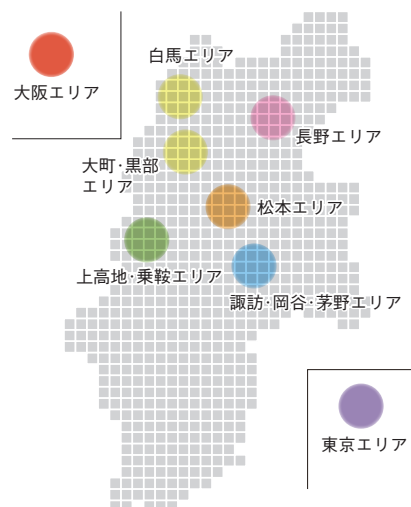 白馬エリア
大阪エリア
長野エリア
大町・黒部
エリア
松本エリア
上高地・乗鞍エリア
諏訪・岡谷・茅野エリア
東京エリア